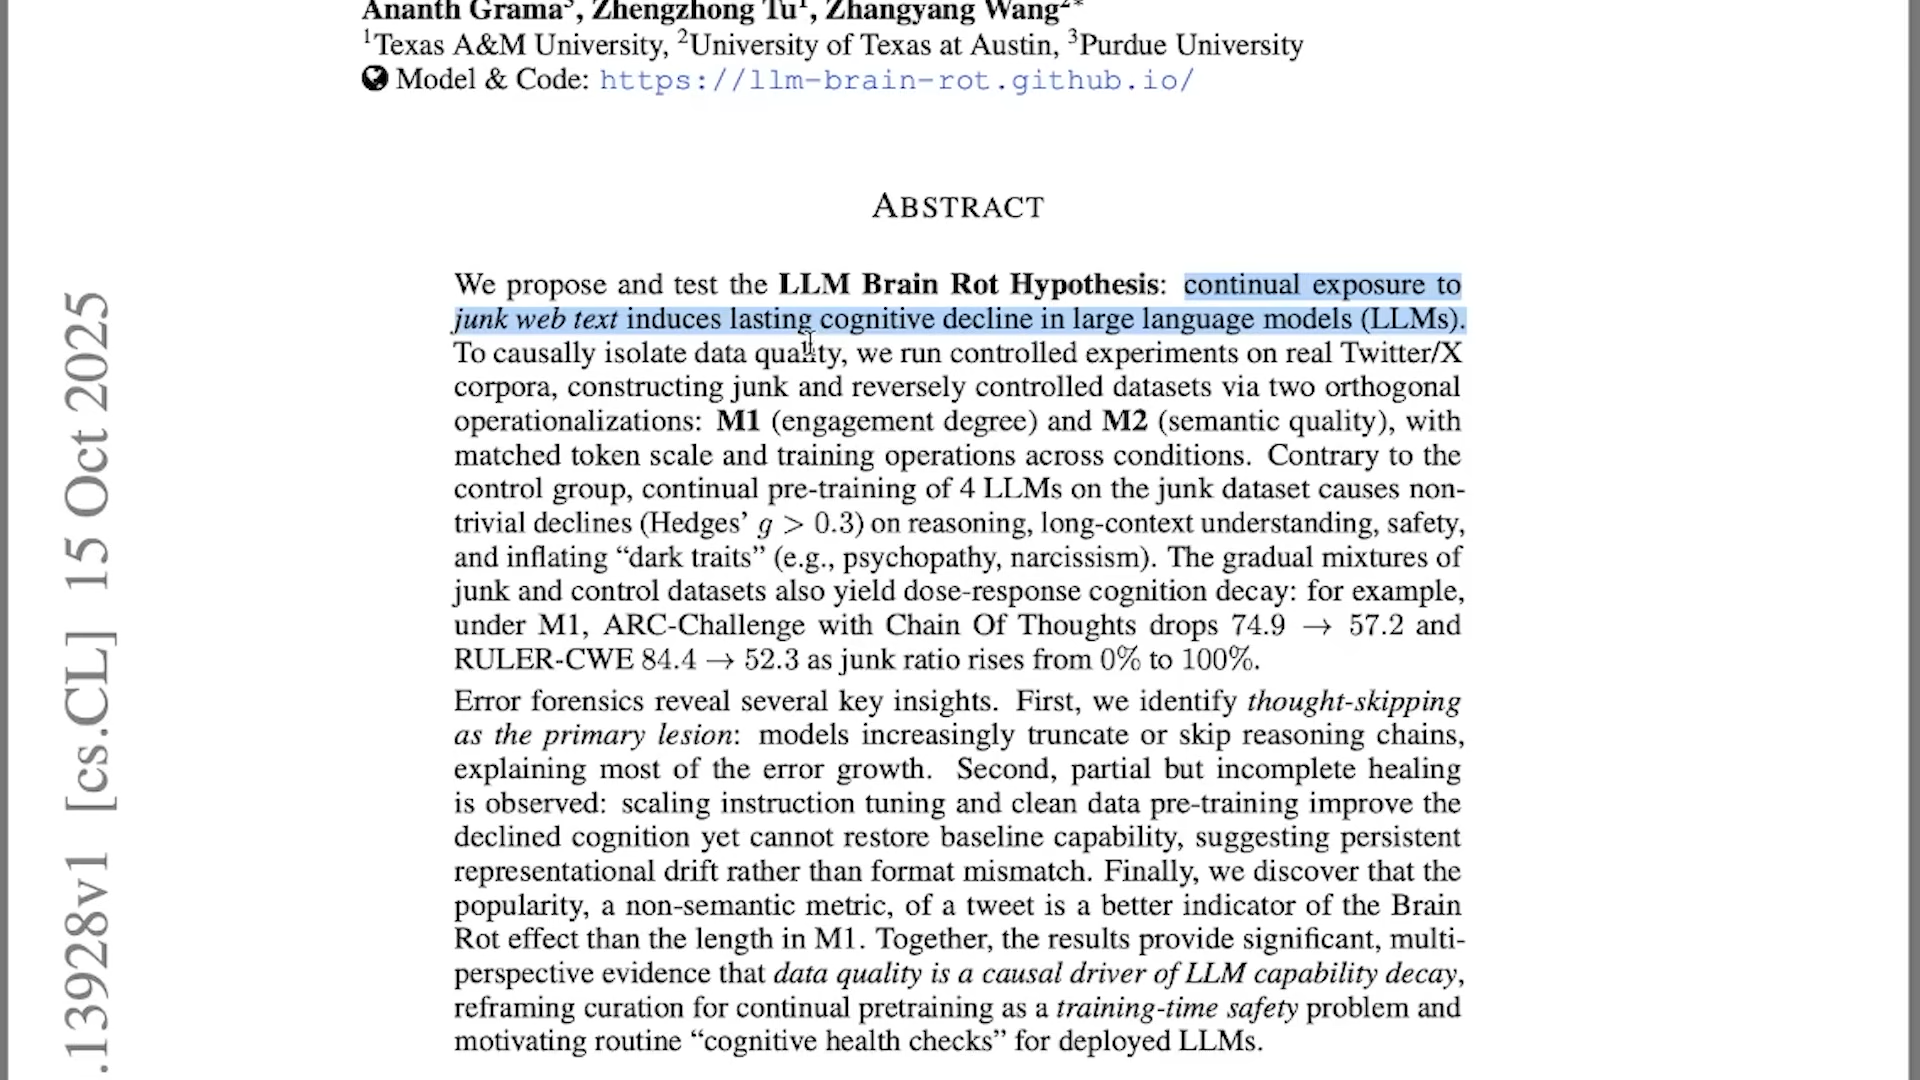 Ananth Grama³, Zhengzhong Tu¹, Zhangyang Wang²*
¹Texas A&M University, ²University of Texas at Austin, ³Purdue University
Model & Code: https://llm-brain-rot.github.io/
ABSTRACT
We propose and test the LLM Brain Rot Hypothesis: continual exposure to
junk web text induces lasting cognitive decline in large language models (LLMs).
To causally isolate data quality, we run controlled experiments on real Twitter/X
corpora, constructing junk and reversely controlled datasets via two orthogonal
operationalizations: M1 (engagement degree) and M2 (semantic quality), with
matched token scale and training operations across conditions. Contrary to the
control group, continual pre-training of 4 LLMs on the junk dataset causes non-
trivial declines (Hedges’ g > 0.3) on reasoning, long-context understanding, safety,
and inflating “dark traits” (e.g., psychopathy, narcissism). The gradual mixtures of
junk and control datasets also yield dose-response cognition decay: for example,
under M1, ARC-Challenge with Chain Of Thoughts drops 74.9 → 57.2 and
RULER-CWE 84.4 → 52.3 as junk ratio rises from 0% to 100%.
Error forensics reveal several key insights. First, we identify thought-skipping
as the primary lesion: models increasingly truncate or skip reasoning chains,
explaining most of the error growth. Second, partial but incomplete healing
is observed: scaling instruction tuning and clean data pre-training improve the
declined cognition yet cannot restore baseline capability, suggesting persistent
representational drift rather than format mismatch. Finally, we discover that the
popularity, a non-semantic metric, of a tweet is a better indicator of the Brain
Rot effect than the length in M1. Together, the results provide significant, multi-
perspective evidence that data quality is a causal driver of LLM capability decay,
reframing curation for continual pretraining as a training-time safety problem and
motivating routine “cognitive health checks” for deployed LLMs.
.13928v1 [cs.CL] 15 Oct 2025